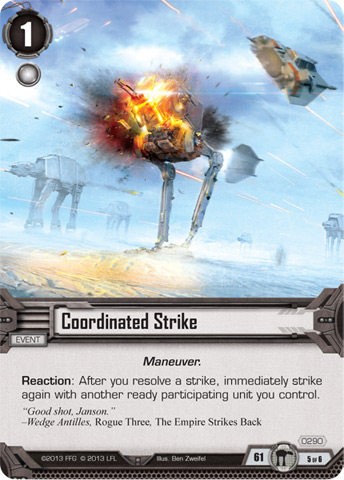 1
Coordinated Strike
EVENT
Maneuver.
Reaction: After you resolve a strike, immediately strike
again with another ready participating unit you control.
"Good shot, Janson."
–Wedge Antilles, Rogue Three, The Empire Strikes Back
0290
©2013 FFG © 2013 LFL Illus. Ben Zweifel 61 5 of 6